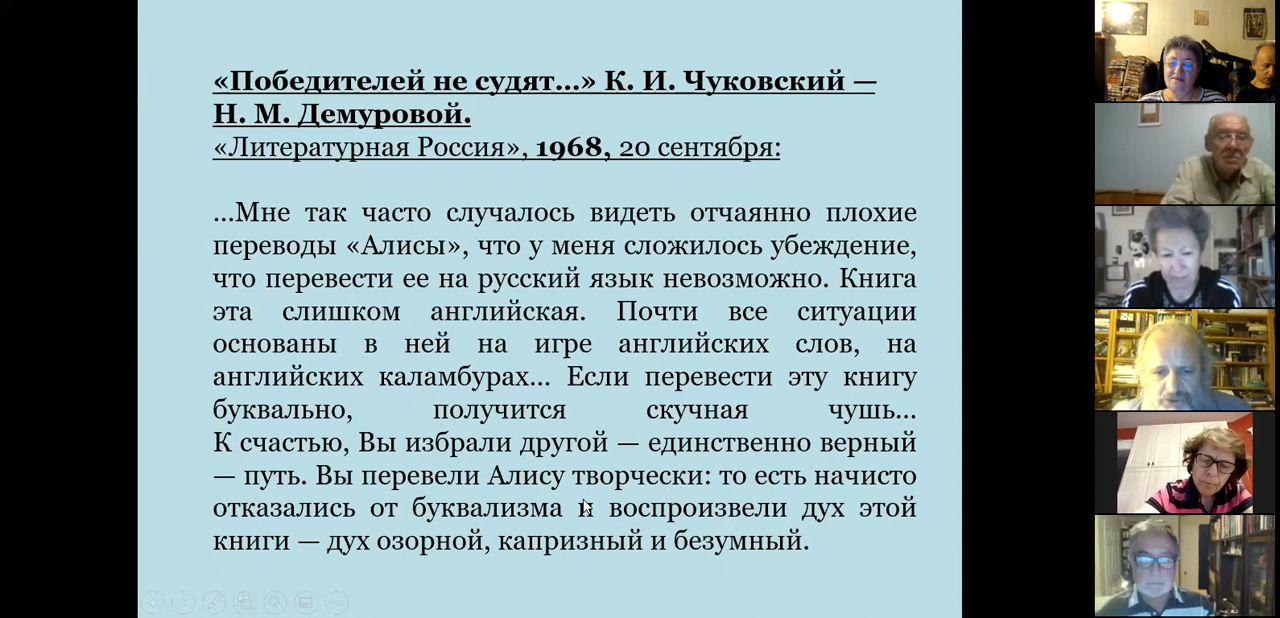 «Победителей не судят...» К. И. Чуковский —
Н. М. Демуровой.
«Литературная Россия», 1968, 20 сентября:
...Мне так часто случалось видеть отчаянно плохие
переводы «Алисы», что у меня сложилось убеждение,
что перевести ее на русский язык невозможно. Книга
эта слишком английская. Почти все ситуации
основаны в ней на игре английских слов, на
английских каламбурах... Если перевести эту книгу
буквально, получится скучная чушь...
К счастью, Вы избрали другой — единственно верный
— путь. Вы перевели Алису творчески: то есть начисто
отказались от буквализма и воспроизвели дух этой
книги — дух озорной, капризный и безумный.